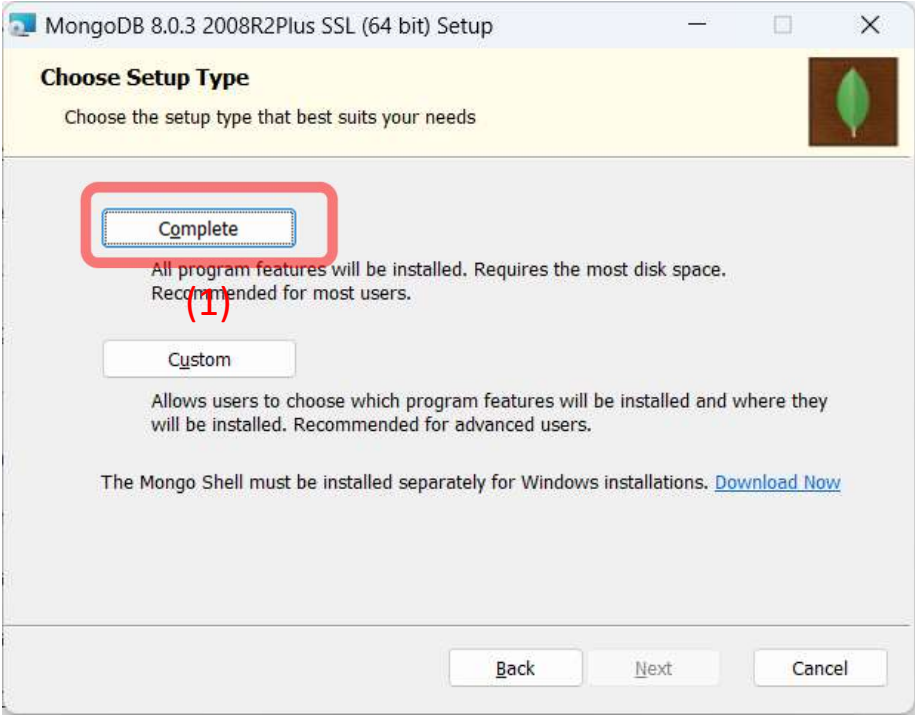 MongoDB 8.0.3 2008R2Plus SSL (64 bit) Setup
Choose Setup Type
Choose the setup type that best suits your needs
Complete
All program features will be installed. Requires the most disk space.
Recommended for most users.
(1)
Custom
Allows users to choose which program features will be installed and where they
will be installed. Recommended for advanced users.
The Mongo Shell must be installed separately for Windows installations. Download Now
Back Next Cancel